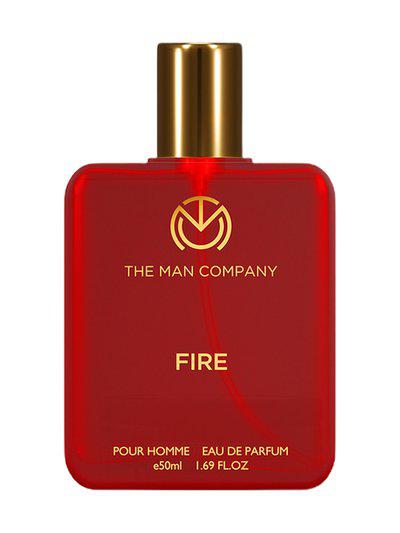 THE MAN COMPANY
FIRE
POUR HOMME EAU DE PARFUM
e50ml 1.69 FL.OZ